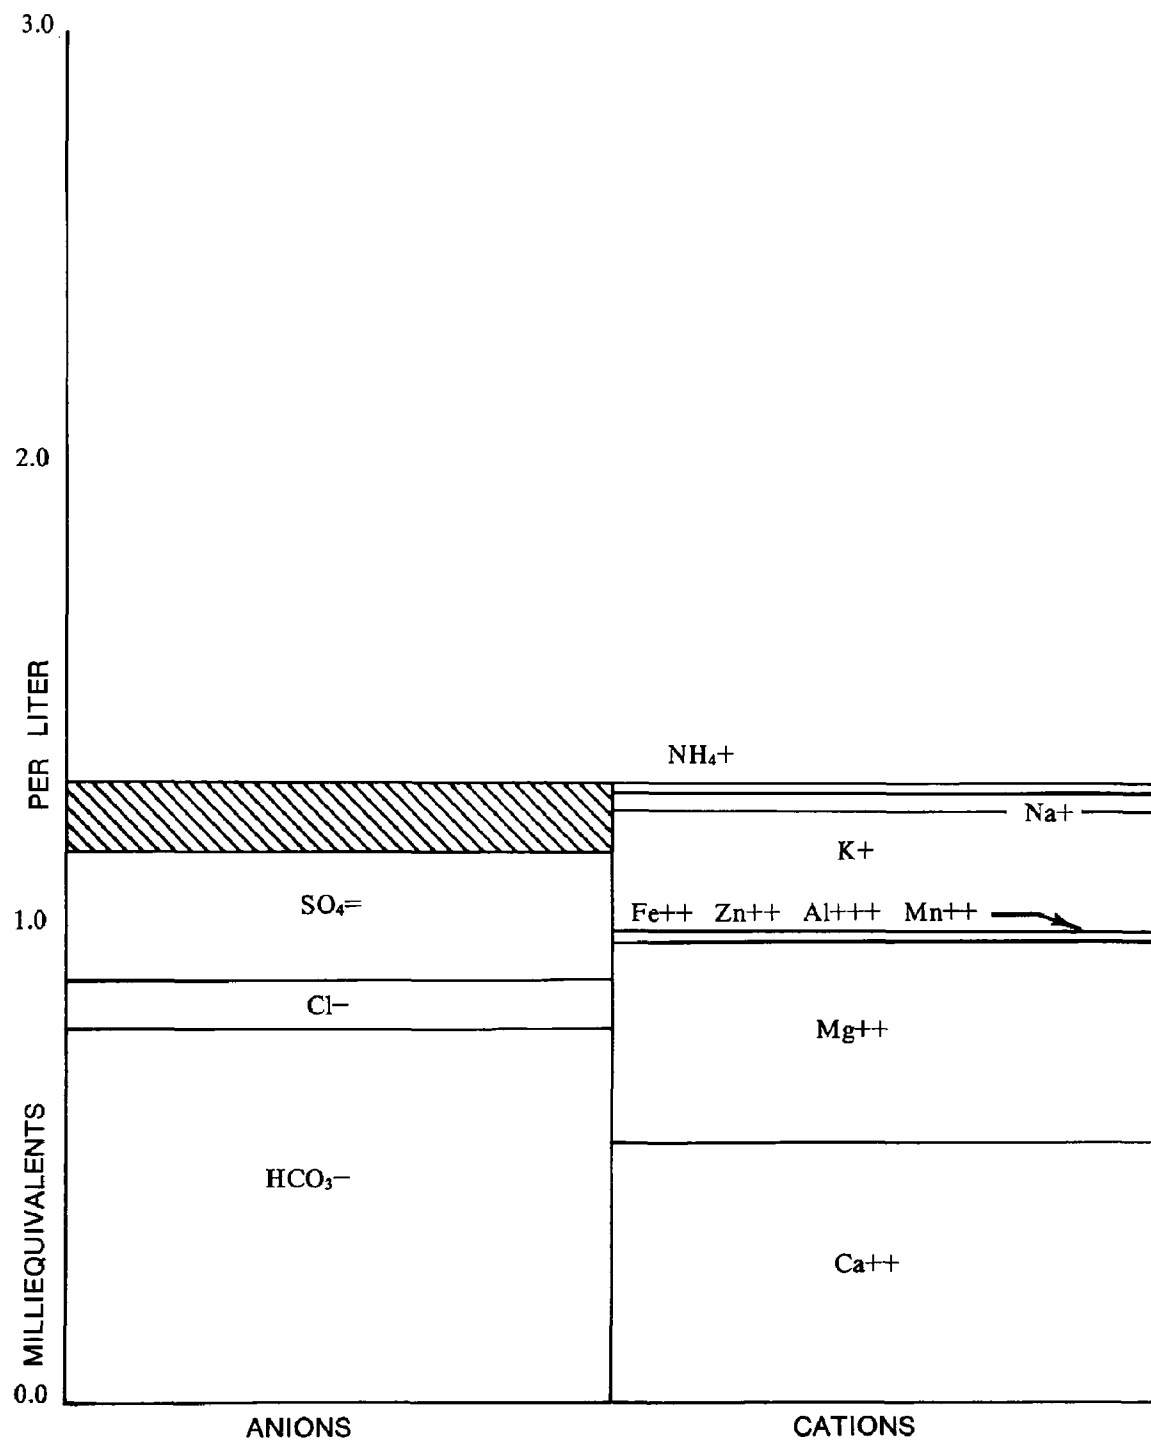 3.0
2.0
PER LITER
NH₄+
Na+
K+
SO₄=
1.0
Fe++ Zn++ Al+++ Mn++
Cl−
Mg++
MILLIEQUIVALENTS
HCO₃−
Ca++
0.0
ANIONS
CATIONS